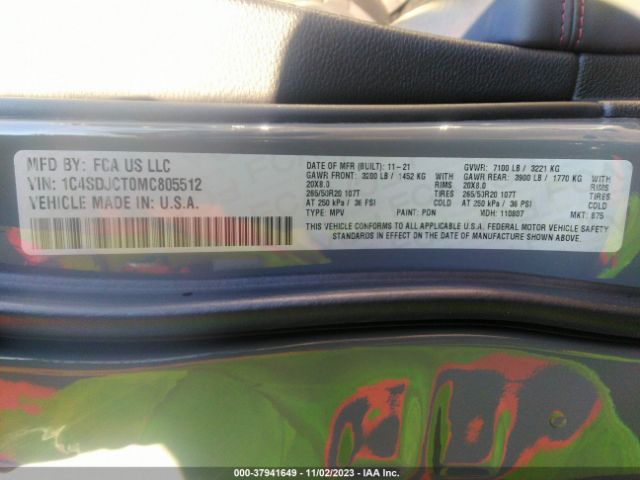 MFD BY: FCA US LLC
VIN: 1C4SDJCT0MC805512
VEHICLE MADE IN: U.S.A.
DATE OF MFR (BUILT): 11-21 GVWR: 7100 LB / 3221 KG
GAWR FRONT: 3200 LB / 1452 KG WITH GAWR REAR: 3900 LB / 1770 KG WITH
20X8.0 RIMS 20X8.0 RIMS
265/50R20 107T TIRES 265/50R20 107T TIRES
AT 250 kPa / 36 PSI COLD AT 250 kPa / 36 PSI COLD
TYPE: MPV PAINT: PDN MDH: 110807 MKT: B75
THIS VEHICLE CONFORMS TO ALL APPLICABLE U.S.A. FEDERAL MOTOR VEHICLE SAFETY
STANDARDS IN EFFECT ON THE DATE OF MANUFACTURE SHOWN ABOVE.
000-37941649 - 11/02/2023 - IAA Inc.